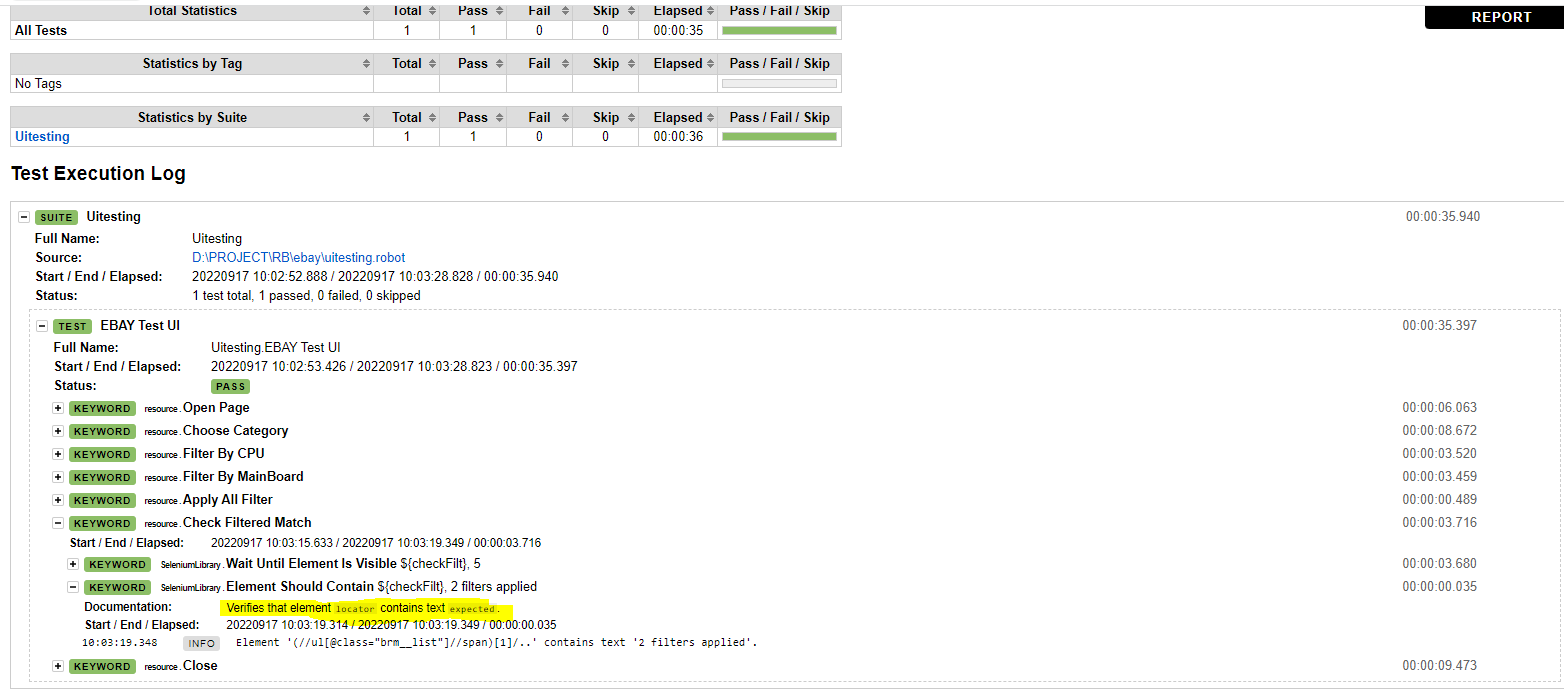 Total Statistics Total Pass Fail Skip Elapsed Pass / Fail / Skip
REPORT
All Tests 1 1 0 0 00:00:35
Statistics by Tag Total Pass Fail Skip Elapsed Pass / Fail / Skip
No Tags
Statistics by Suite Total Pass Fail Skip Elapsed Pass / Fail / Skip
Uitesting 1 1 0 0 00:00:36
Test Execution Log
SUITE Uitesting 00:00:35.940
Full Name: Uitesting
Source: D:\PROJECT\RB\ebay\uitesting.robot
Start / End / Elapsed: 20220917 10:02:52.888 / 20220917 10:03:28.828 / 00:00:35.940
Status: 1 test total, 1 passed, 0 failed, 0 skipped
TEST EBAY Test UI 00:00:35.397
Full Name: Uitesting.EBAY Test UI
Start / End / Elapsed: 20220917 10:02:53.426 / 20220917 10:03:28.823 / 00:00:35.397
Status: PASS
KEYWORD resource.Open Page 00:00:06.063
KEYWORD resource.Choose Category 00:00:08.672
KEYWORD resource.Filter By CPU 00:00:03.520
KEYWORD resource.Filter By MainBoard 00:00:03.459
KEYWORD resource.Apply All Filter 00:00:00.489
KEYWORD resource.Check Filtered Match 00:00:03.716
Start / End / Elapsed: 20220917 10:03:15.633 / 20220917 10:03:19.349 / 00:00:03.716
KEYWORD SeleniumLibrary.Wait Until Element Is Visible ${checkFilt}, 5 00:00:03.680
KEYWORD SeleniumLibrary.Element Should Contain ${checkFilt}, 2 filters applied 00:00:00.035
Documentation: Verifies that element locator contains text expected.
Start / End / Elapsed: 20220917 10:03:19.314 / 20220917 10:03:19.349 / 00:00:00.035
10:03:19.348 INFO Element '(//ul[@class="brm__list"]//span)[1]/..' contains text '2 filters applied'.
KEYWORD resource.Close 00:00:09.473